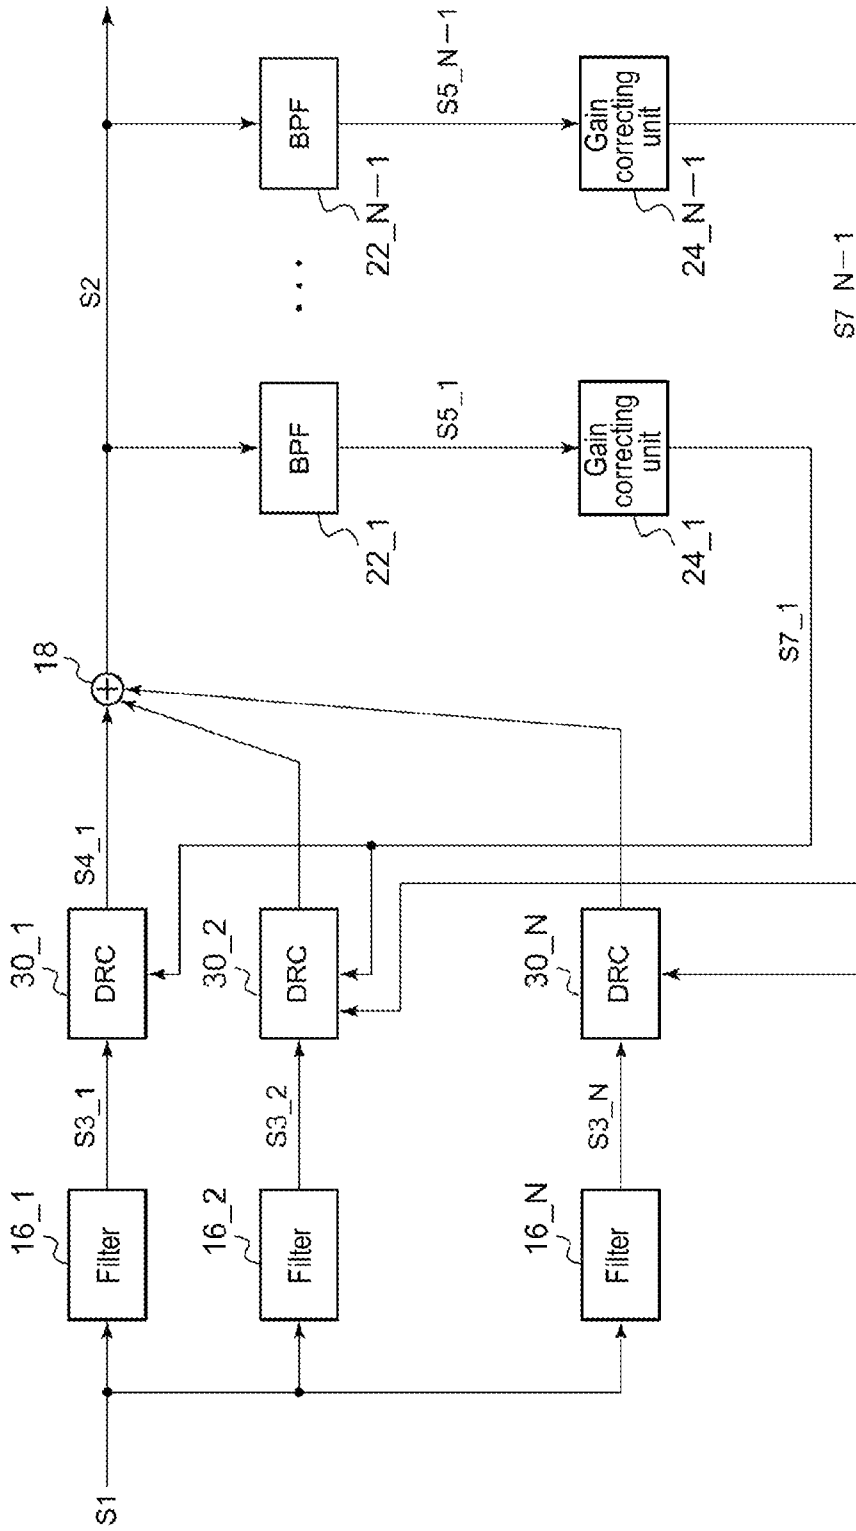 S1
16_1
Filter
S3_1
30_1
DRC
S4_1
18
S2
16_2
Filter
S3_2
30_2
DRC
22_1
BPF
22_N−1
BPF
S5_1
S5_N−1
16_N
Filter
S3_N
30_N
DRC
24_1
Gain
correcting
unit
24_N−1
Gain
correcting
unit
S7_1
S7_N−1